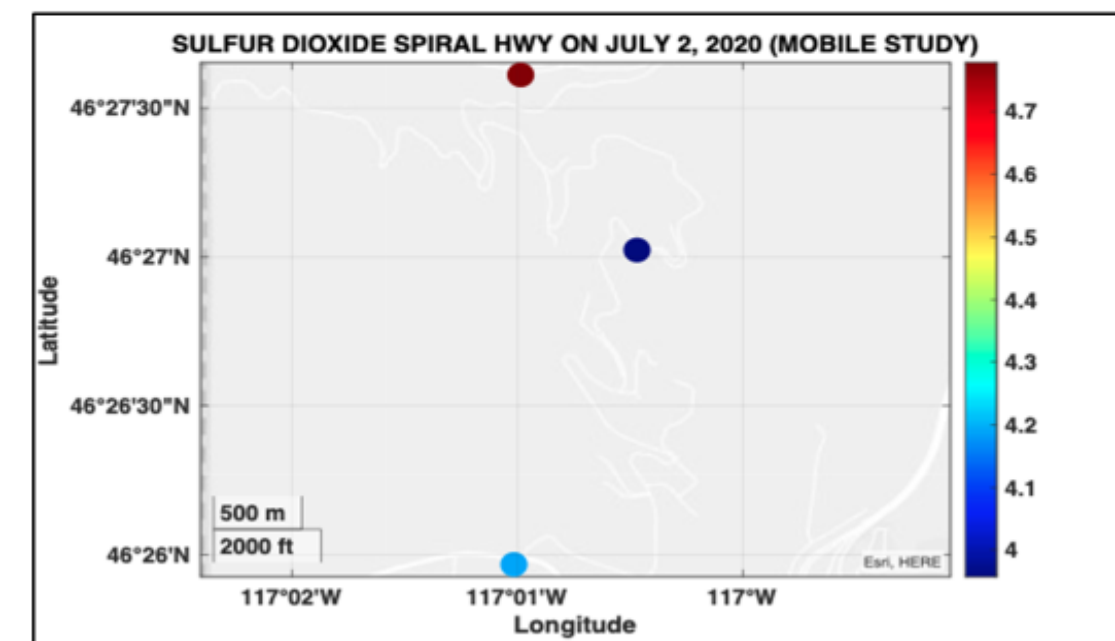 SULFUR DIOXIDE SPIRAL HWY ON JULY 2, 2020 (MOBILE STUDY)
46°27'30"N
46°27'N
46°26'30"N
46°26'N
Latitude
500 m
2000 ft
Esri, HERE
117°02'W
117°01'W
117°W
Longitude
4.7
4.6
4.5
4.4
4.3
4.2
4.1
4